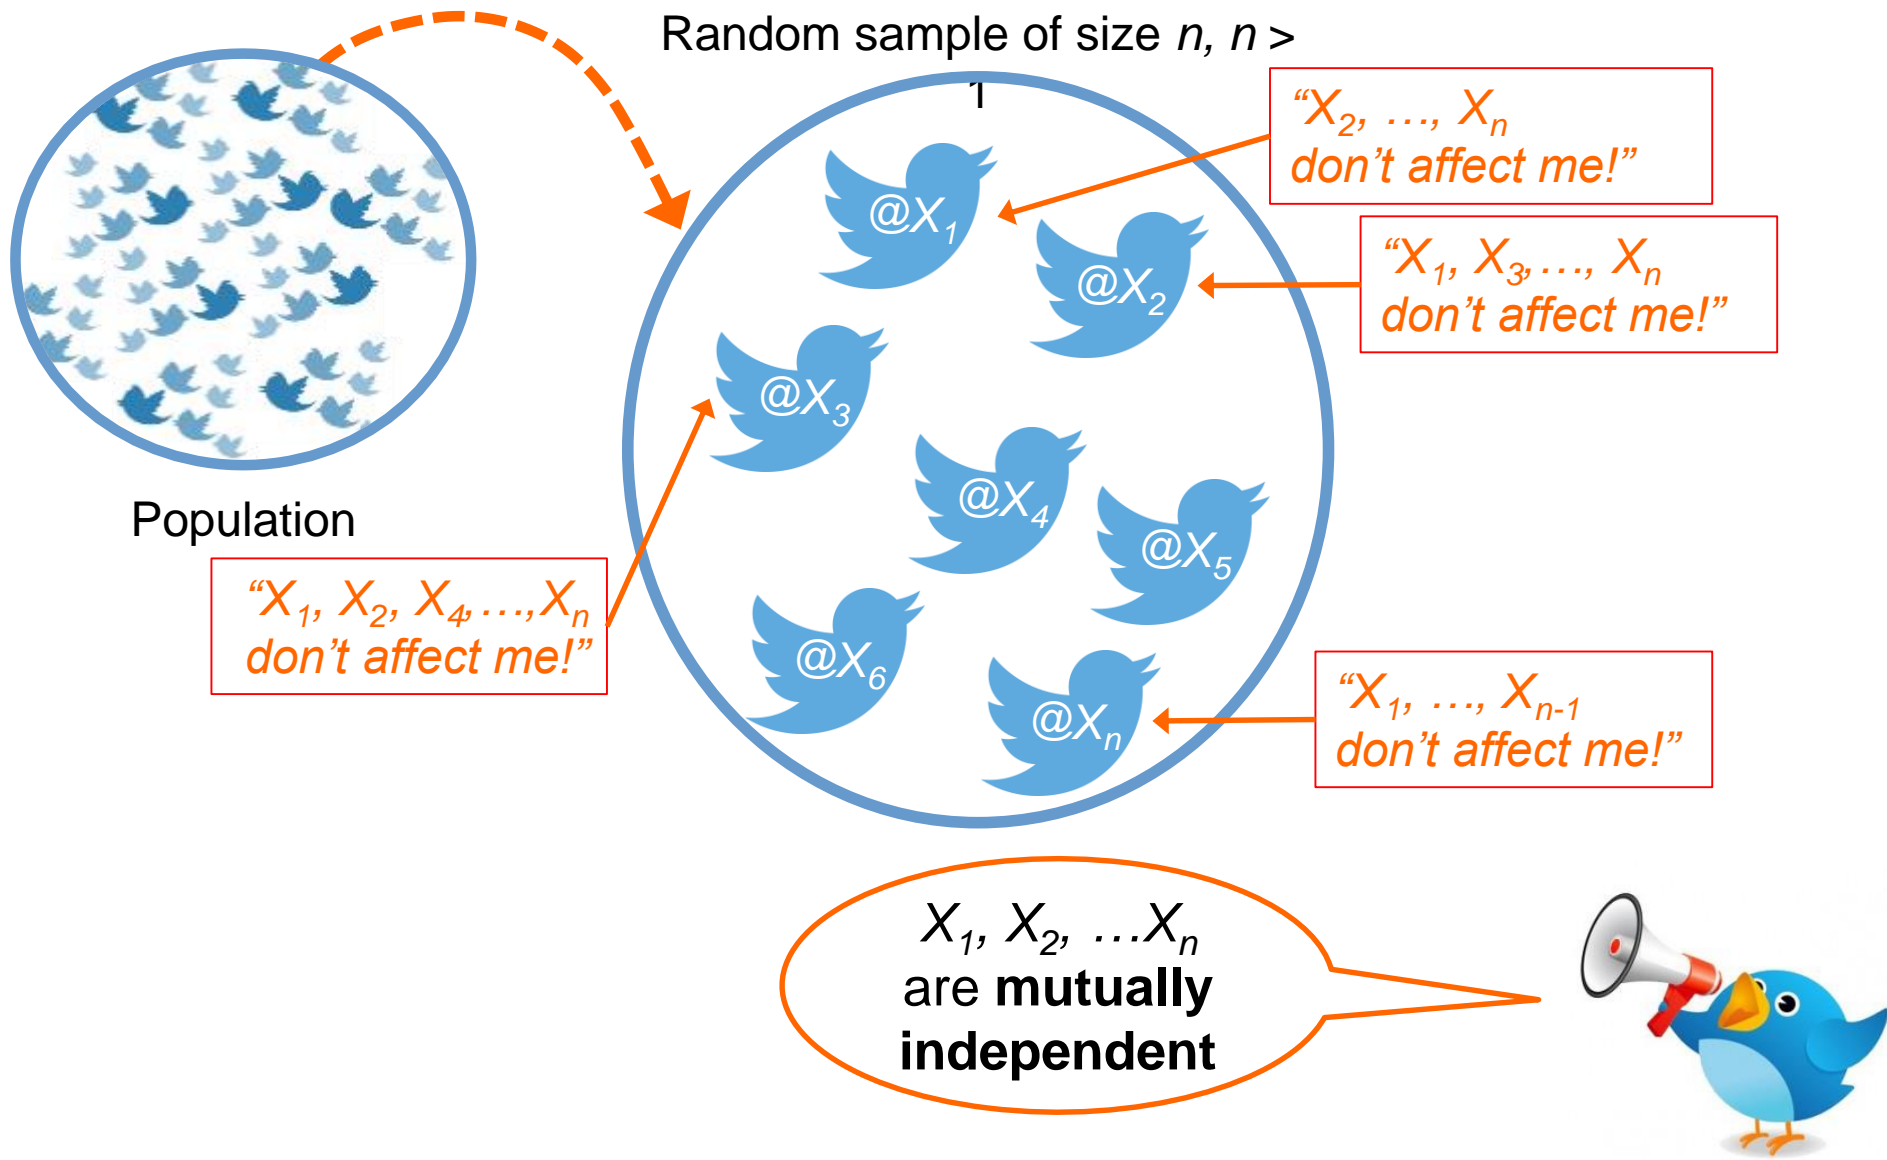 Random sample of size n, n >
1
“X₂, …, Xₙ
don’t affect me!”
@X₁
“X₁, X₃,…, Xₙ
don’t affect me!”
@X₂
@X₃
@X₄
Population
@X₅
“X₁, X₂, X₄,…,Xₙ
don’t affect me!”
@X₆
“X₁, …, Xₙ₋₁
don’t affect me!”
@Xₙ
X₁, X₂, …Xₙ
are mutually
independent